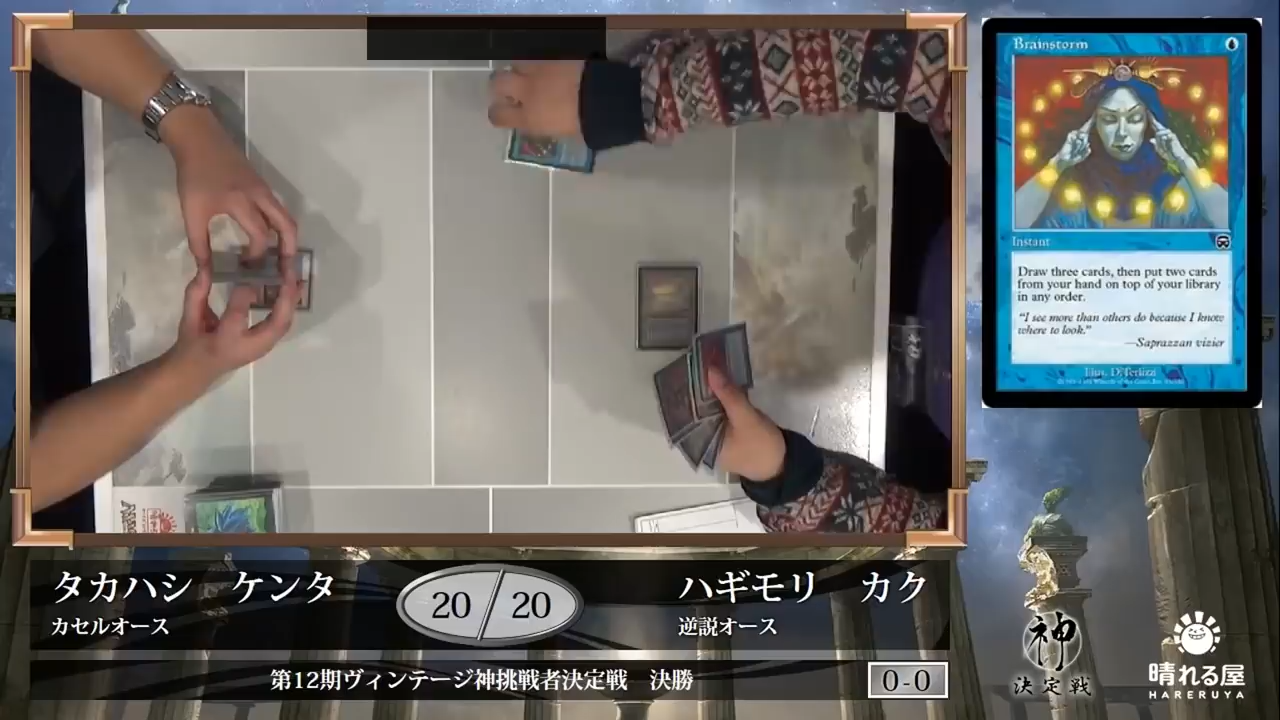 Brainstorm
Instant
Draw three cards, then put two cards
from your hand on top of your library
in any order.
"I see more than others do because I know
where to look."
—Saprazzan vizier
Illus. D
タカハシ ケンタ
カセルオース
20 / 20
ハギモリ カク
逆説オース
第12期ヴィンテージ神挑戦者決定戦 決勝
0-0
神
決定戦
晴れる屋
HARERUYA